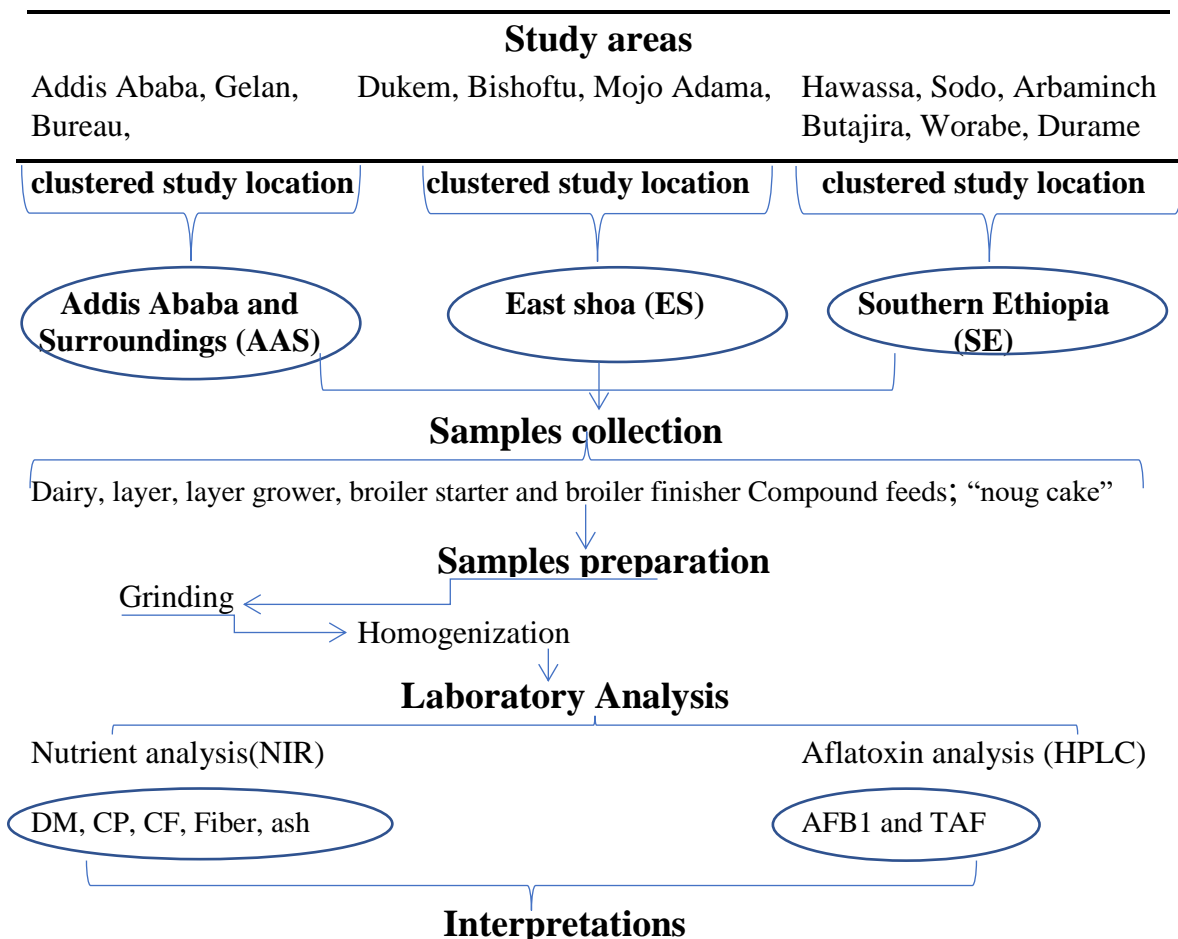 Study areas
Addis Ababa, Gelan,
Bureau,
Dukem, Bishoftu, Mojo Adama,
Hawassa, Sodo, Arbaminch
Butajira, Worabe, Durame
clustered study location
clustered study location
clustered study location
Addis Ababa and
Surroundings (AAS)
East shoa (ES)
Southern Ethiopia
(SE)
Samples collection
Dairy, layer, layer grower, broiler starter and broiler finisher Compound feeds; “noug cake”
Samples preparation
Grinding
Homogenization
Laboratory Analysis
Nutrient analysis(NIR)
Aflatoxin analysis (HPLC)
DM, CP, CF, Fiber, ash
AFB1 and TAF
Interpretations